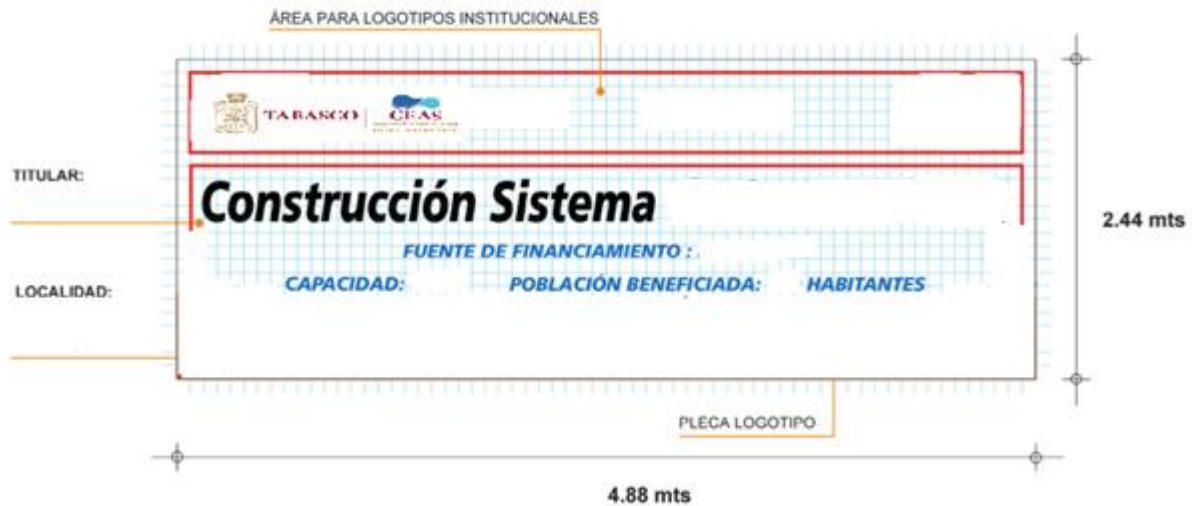 ÁREA PARA LOGOTIPOS INSTITUCIONALES
TABASCO
CEAS
TITULAR:
Construcción Sistema
2.44 mts
FUENTE DE FINANCIAMIENTO :
LOCALIDAD:
CAPACIDAD: POBLACIÓN BENEFICIADA: HABITANTES
PLECA LOGOTIPO
4.88 mts